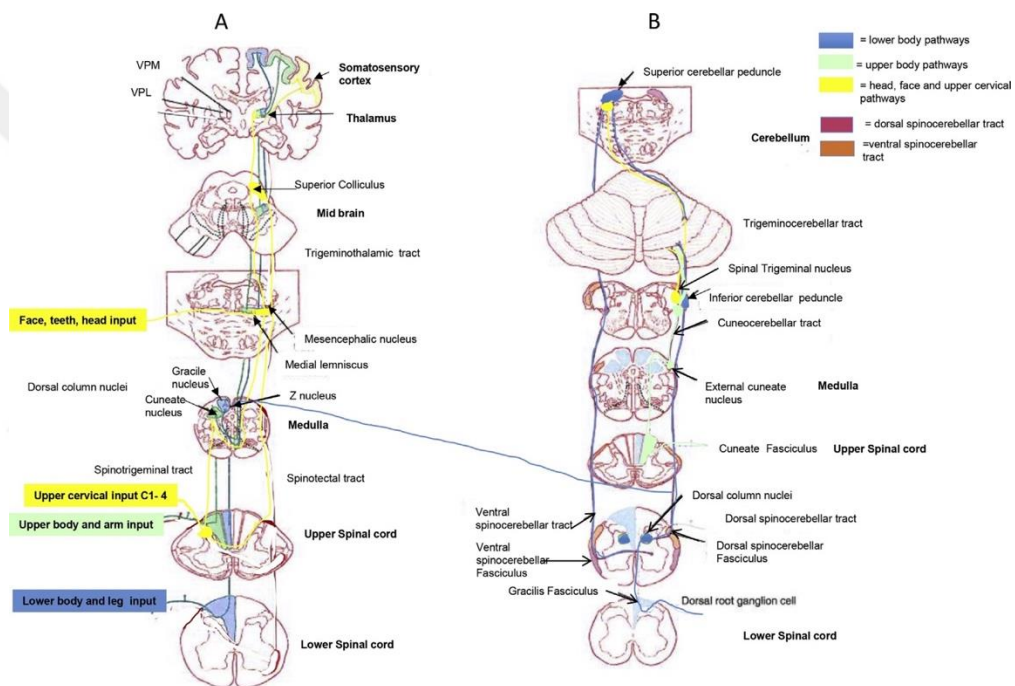 A
VPM
VPL
Somatosensory
cortex
Thalamus
Superior Colliculus
Mid brain
Trigeminothalamic tract
Face, teeth, head input
Mesencephalic nucleus
Medial lemniscus
Gracile
nucleus
Dorsal column nuclei
Cuneate
nucleus
Z nucleus
Medulla
Spinotrigeminal tract
Spinotectal tract
Upper cervical input C1- 4
Upper body and arm input
Upper Spinal cord
Lower body and leg input
Lower Spinal cord
B
Superior cerebellar peduncle
Cerebellum
Trigeminocerebellar tract
Spinal Trigeminal nucleus
Inferior cerebellar peduncle
Cuneocerebellar tract
External cuneate
nucleus
Medulla
Cuneate Fasciculus
Upper Spinal cord
Dorsal column nuclei
Ventral
spinocerebellar tract
Dorsal spinocerebellar tract
Ventral
spinocerebellar
Fasciculus
Dorsal spinocerebellar
Fasciculus
Gracilis Fasciculus
Dorsal root ganglion cell
Lower Spinal cord
= lower body pathways
= upper body pathways
= head, face and upper cervical
pathways
= dorsal spinocerebellar tract
=ventral spinocerebellar
tract